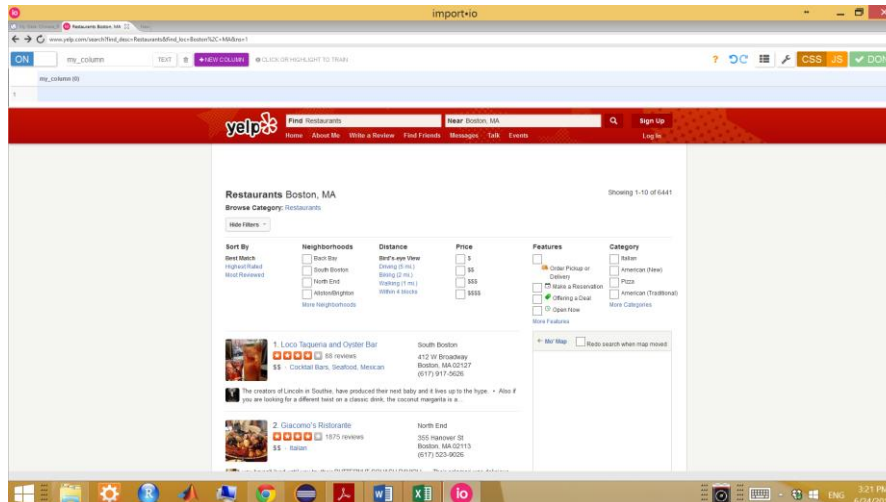 import•io
Restaurants Boston, MA
www.yelp.com/search?find_desc=Restaurants&find_loc=Boston%2C+MA&ns=1
ON my_column TEXT +NEW COLUMN CLICK OR HIGHLIGHT TO TRAIN ? CSS JS DON
my_column (0)
1
yelp Find Restaurants Near Boston, MA Sign Up
Home About Me Write a Review Find Friends Messages Talk Events Log In
Restaurants Boston, MA Showing 1-10 of 6441
Browse Category: Restaurants
Hide Filters
Sort By Neighborhoods Distance Price Features Category
Best Match Back Bay Bird's-eye View $ Italian
Highest Rated South Boston Driving (5 mi.) $$ Order Pickup or Delivery American (New)
Most Reviewed North End Biking (2 mi.) $$$ Make a Reservation Pizza
Allston/Brighton Walking (1 mi.) $$$$ Offering a Deal American (Traditional)
More Neighborhoods Within 4 blocks Open Now More Categories
More Features
1. Loco Taqueria and Oyster Bar South Boston Mo' Map Redo search when map moved
68 reviews 412 W Broadway
$$ · Cocktail Bars, Seafood, Mexican Boston, MA 02127
(617) 917-5626
The creators of Lincoln in Southie, have produced their next baby and it lives up to the hype. • Also if
you are looking for a different twist on a classic drink, the coconut margarita is a...
2. Giacomo's Ristorante North End
1875 reviews 355 Hanover St
$$ · Italian Boston, MA 02113
(617) 523-9026
ENG 3:21 PM